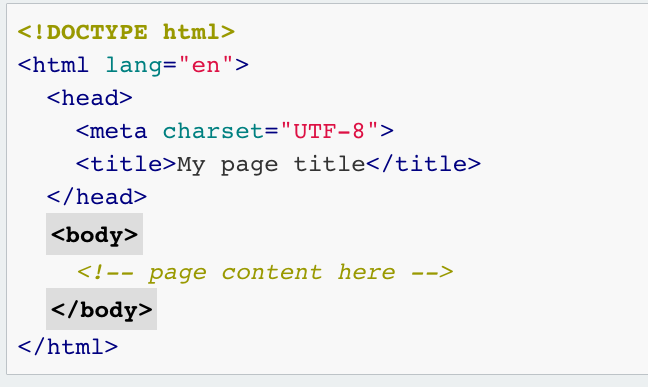 <!DOCTYPE html>
<html lang="en">
  <head>
    <meta charset="UTF-8">
    <title>My page title</title>
  </head>
  <body>
    <!-- page content here -->
  </body>
</html>